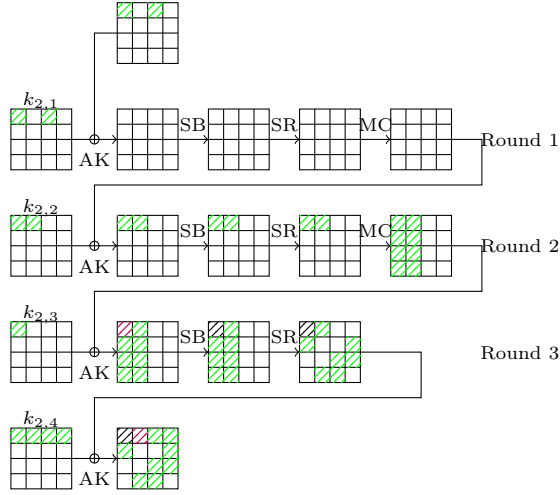 k2,1
SB SR MC Round 1
AK
k2,2
SB SR MC Round 2
AK
k2,3
SB SR Round 3
AK
k2,4
AK